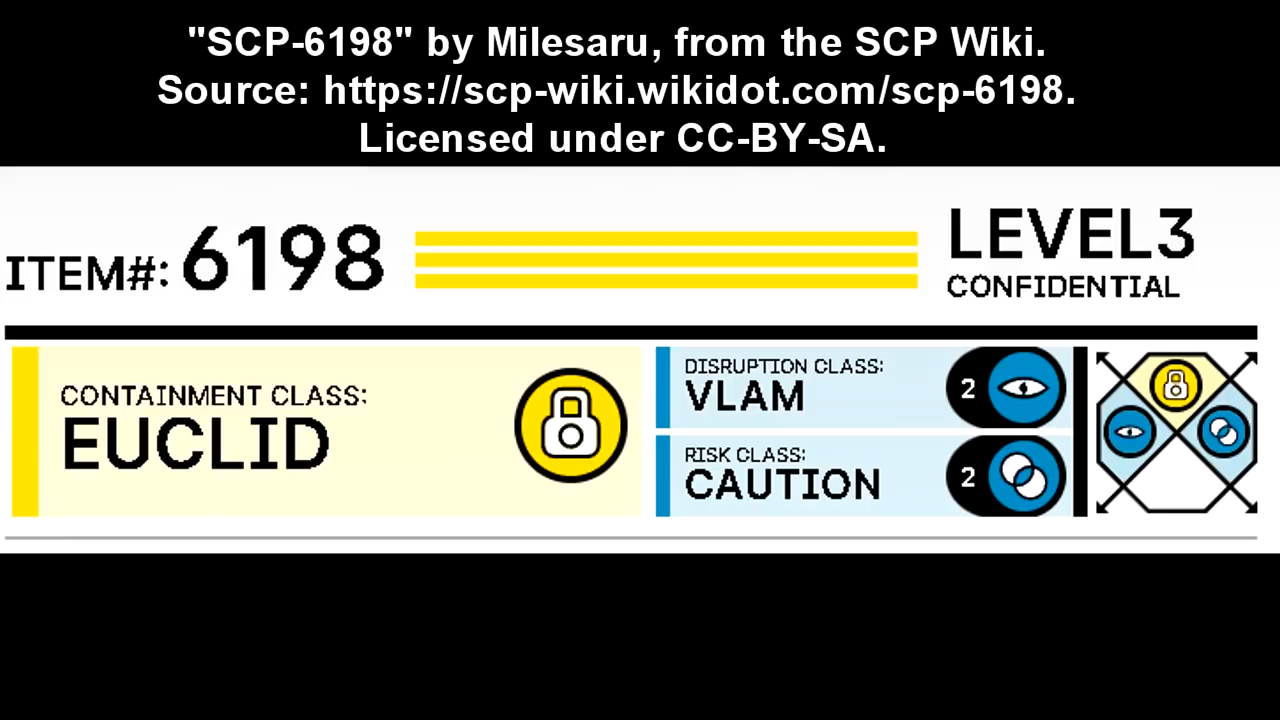 "SCP-6198" by Milesaru, from the SCP Wiki.
Source: https://scp-wiki.wikidot.com/scp-6198.
Licensed under CC-BY-SA.
ITEM#: 6198
LEVEL3
CONFIDENTIAL
CONTAINMENT CLASS:
EUCLID
DISRUPTION CLASS:
VLAM
2
RISK CLASS:
CAUTION
2